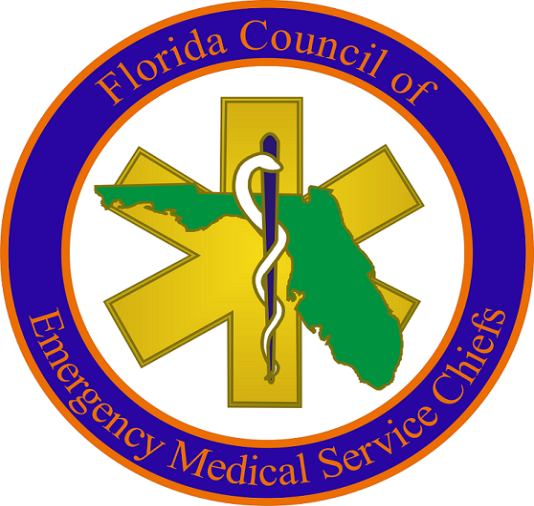 Florida Council of
Emergency Medical Service Chiefs